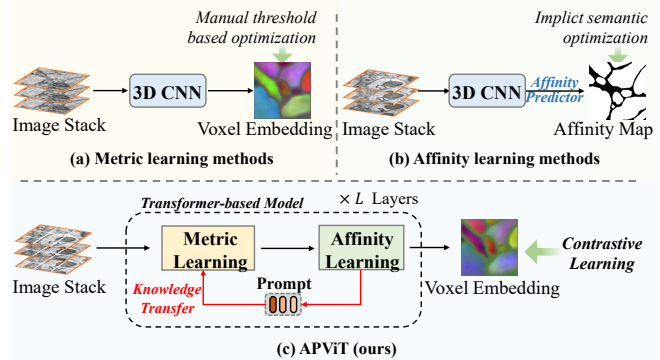 Manual threshold
based optimization
Image Stack
3D CNN
Voxel Embedding
(a) Metric learning methods
Implict semantic
optimization
Image Stack
3D CNN
Affinity
Predictor
Affinity Map
(b) Affinity learning methods
Transformer-based Model
× L Layers
Image Stack
Metric
Learning
Affinity
Learning
Knowledge
Transfer
Prompt
Voxel Embedding
Contrastive
Learning
(c) APViT (ours)